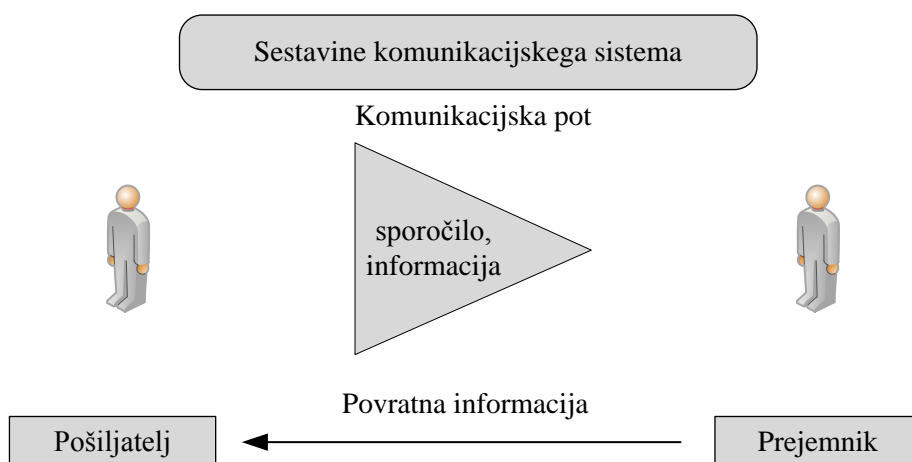 Sestavine komunikacijskega sistema
Komunikacijska pot
sporočilo,
informacija
Povratna informacija
Pošiljatelj
Prejemnik